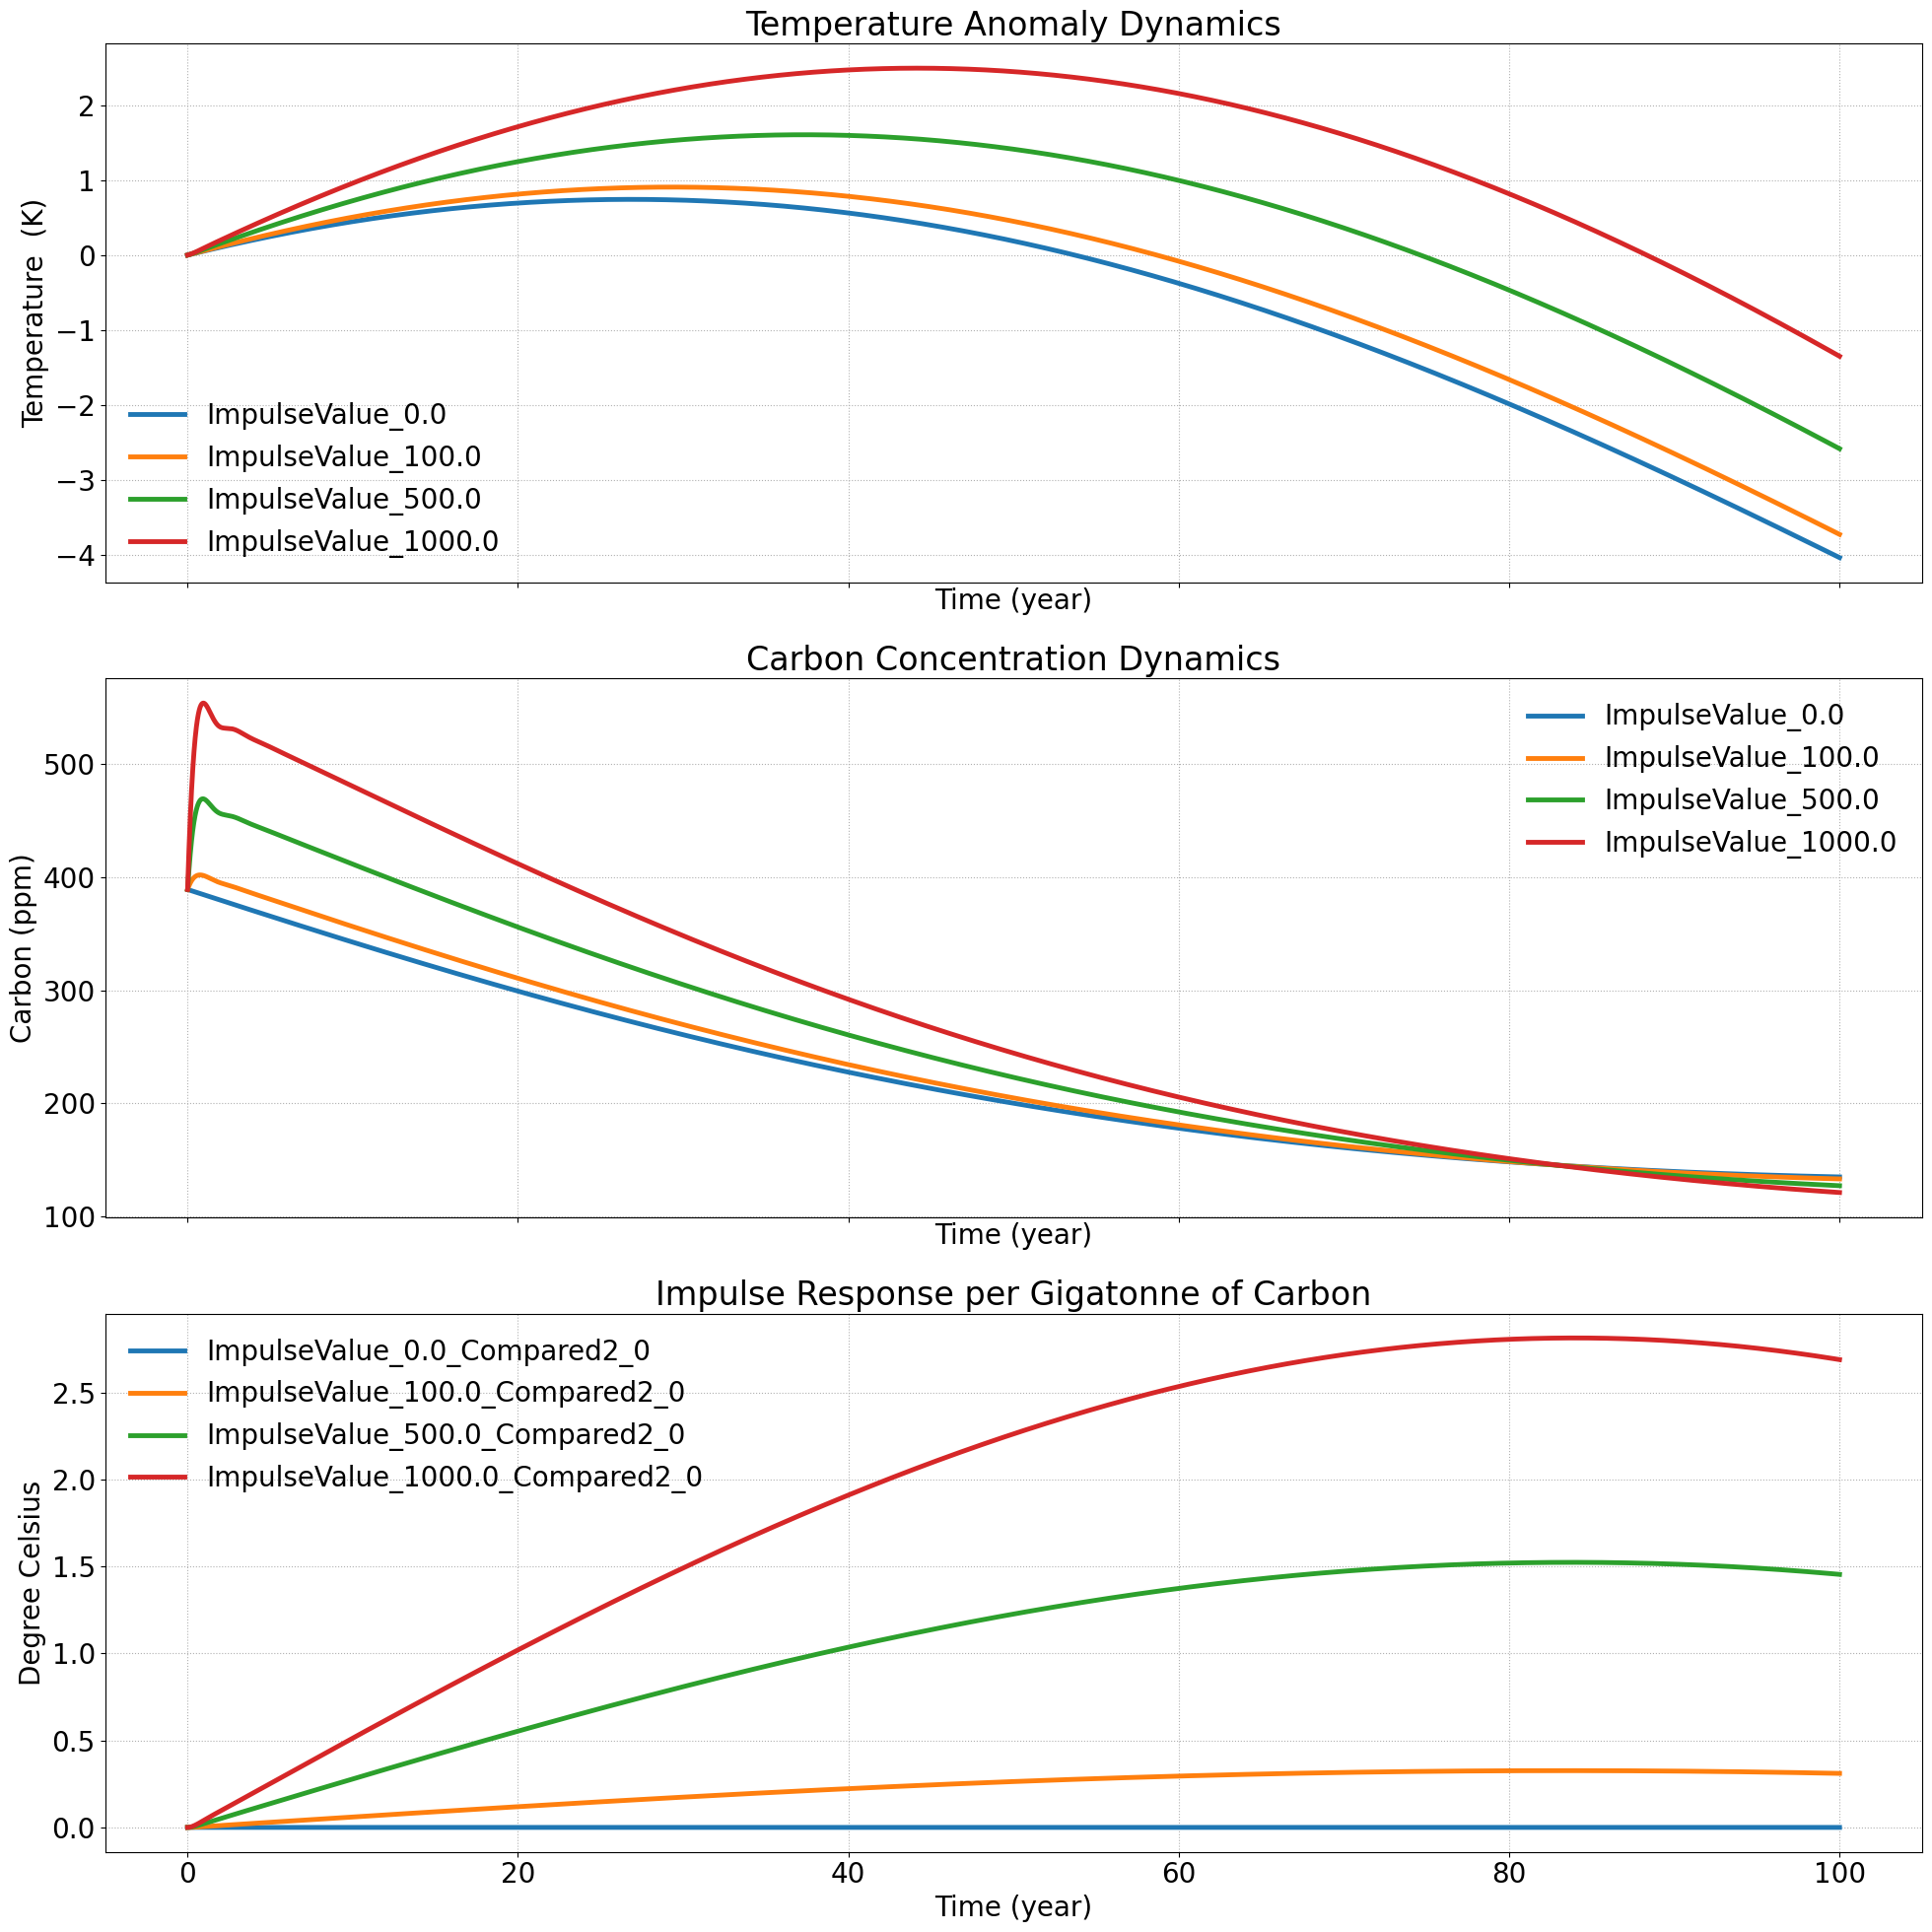 Temperature Anomaly Dynamics
Temperature  (K)
2
1
0
−1
−2
−3
−4
ImpulseValue_0.0
ImpulseValue_100.0
ImpulseValue_500.0
ImpulseValue_1000.0
Time (year)
Carbon Concentration Dynamics
Carbon (ppm)
500
400
300
200
100
ImpulseValue_0.0
ImpulseValue_100.0
ImpulseValue_500.0
ImpulseValue_1000.0
Time (year)
Impulse Response per Gigatonne of Carbon
Degree Celsius
2.5
2.0
1.5
1.0
0.5
0.0
ImpulseValue_0.0_Compared2_0
ImpulseValue_100.0_Compared2_0
ImpulseValue_500.0_Compared2_0
ImpulseValue_1000.0_Compared2_0
0 20 40 60 80 100
Time (year)